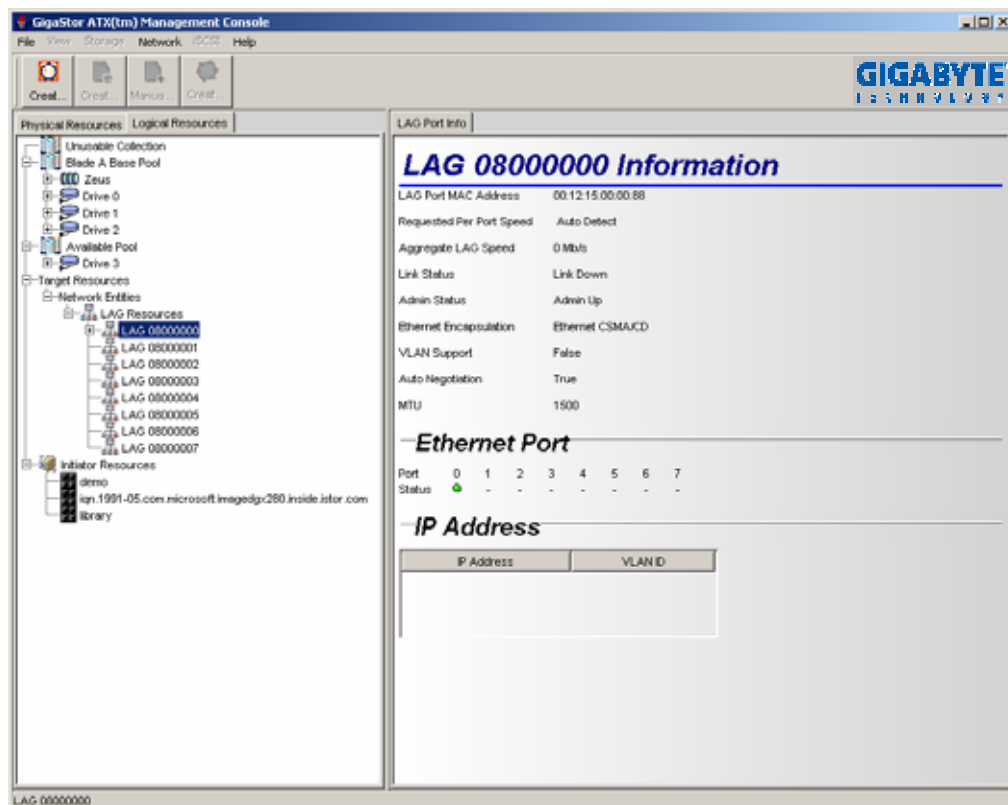 GigaStor ATX(tm) Management Console
File View Storage Network iSCSI Help
GIGABYTE
TECHNOLOGY
Creat... Creat... Manua... Creat...
Physical Resources Logical Resources
LAG Port Info
Unusable Collection
Blade A Base Pool
Zeus
Drive 0
Drive 1
Drive 2
Available Pool
Drive 3
Target Resources
Network Entities
LAG Resources
LAG 08000000
LAG 08000001
LAG 08000002
LAG 08000003
LAG 08000004
LAG 08000005
LAG 08000006
LAG 08000007
Initiator Resources
demo
iqn.1991-05.com.microsoft:imagedgx280.inside.istor.com
library
LAG 08000000 Information
LAG Port MAC Address 00:12:15:00:00:88
Requested Per Port Speed Auto Detect
Aggregate LAG Speed 0 Mb/s
Link Status Link Down
Admin Status Admin Up
Ethernet Encapsulation Ethernet CSMA/CD
VLAN Support False
Auto Negotiation True
MTU 1500
Ethernet Port
Port 0 1 2 3 4 5 6 7
Status - - - - - - -
IP Address
IP Address VLAN ID
LAG 08000000